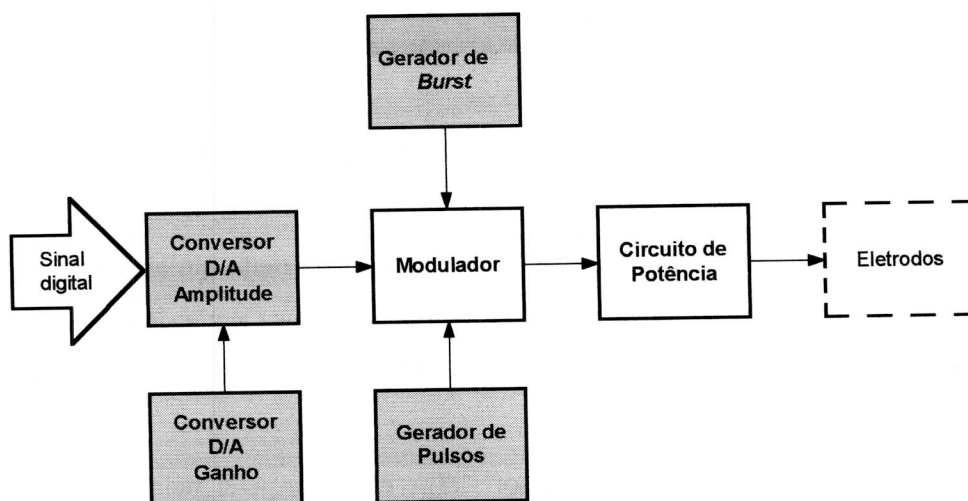 Gerador de
Burst
Sinal
digital
Conversor
D/A
Amplitude
Modulador
Circuito de
Potência
Eletrodos
Conversor
D/A
Ganho
Gerador de
Pulsos